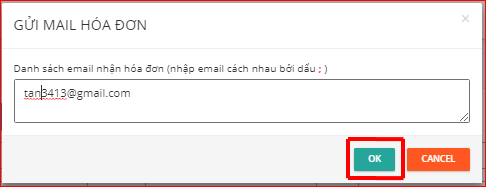 GỬI MAIL HÓA ĐƠN
×
Danh sách email nhận hóa đơn (nhập email cách nhau bởi dấu ; )
tan3413@gmail.com
OK CANCEL